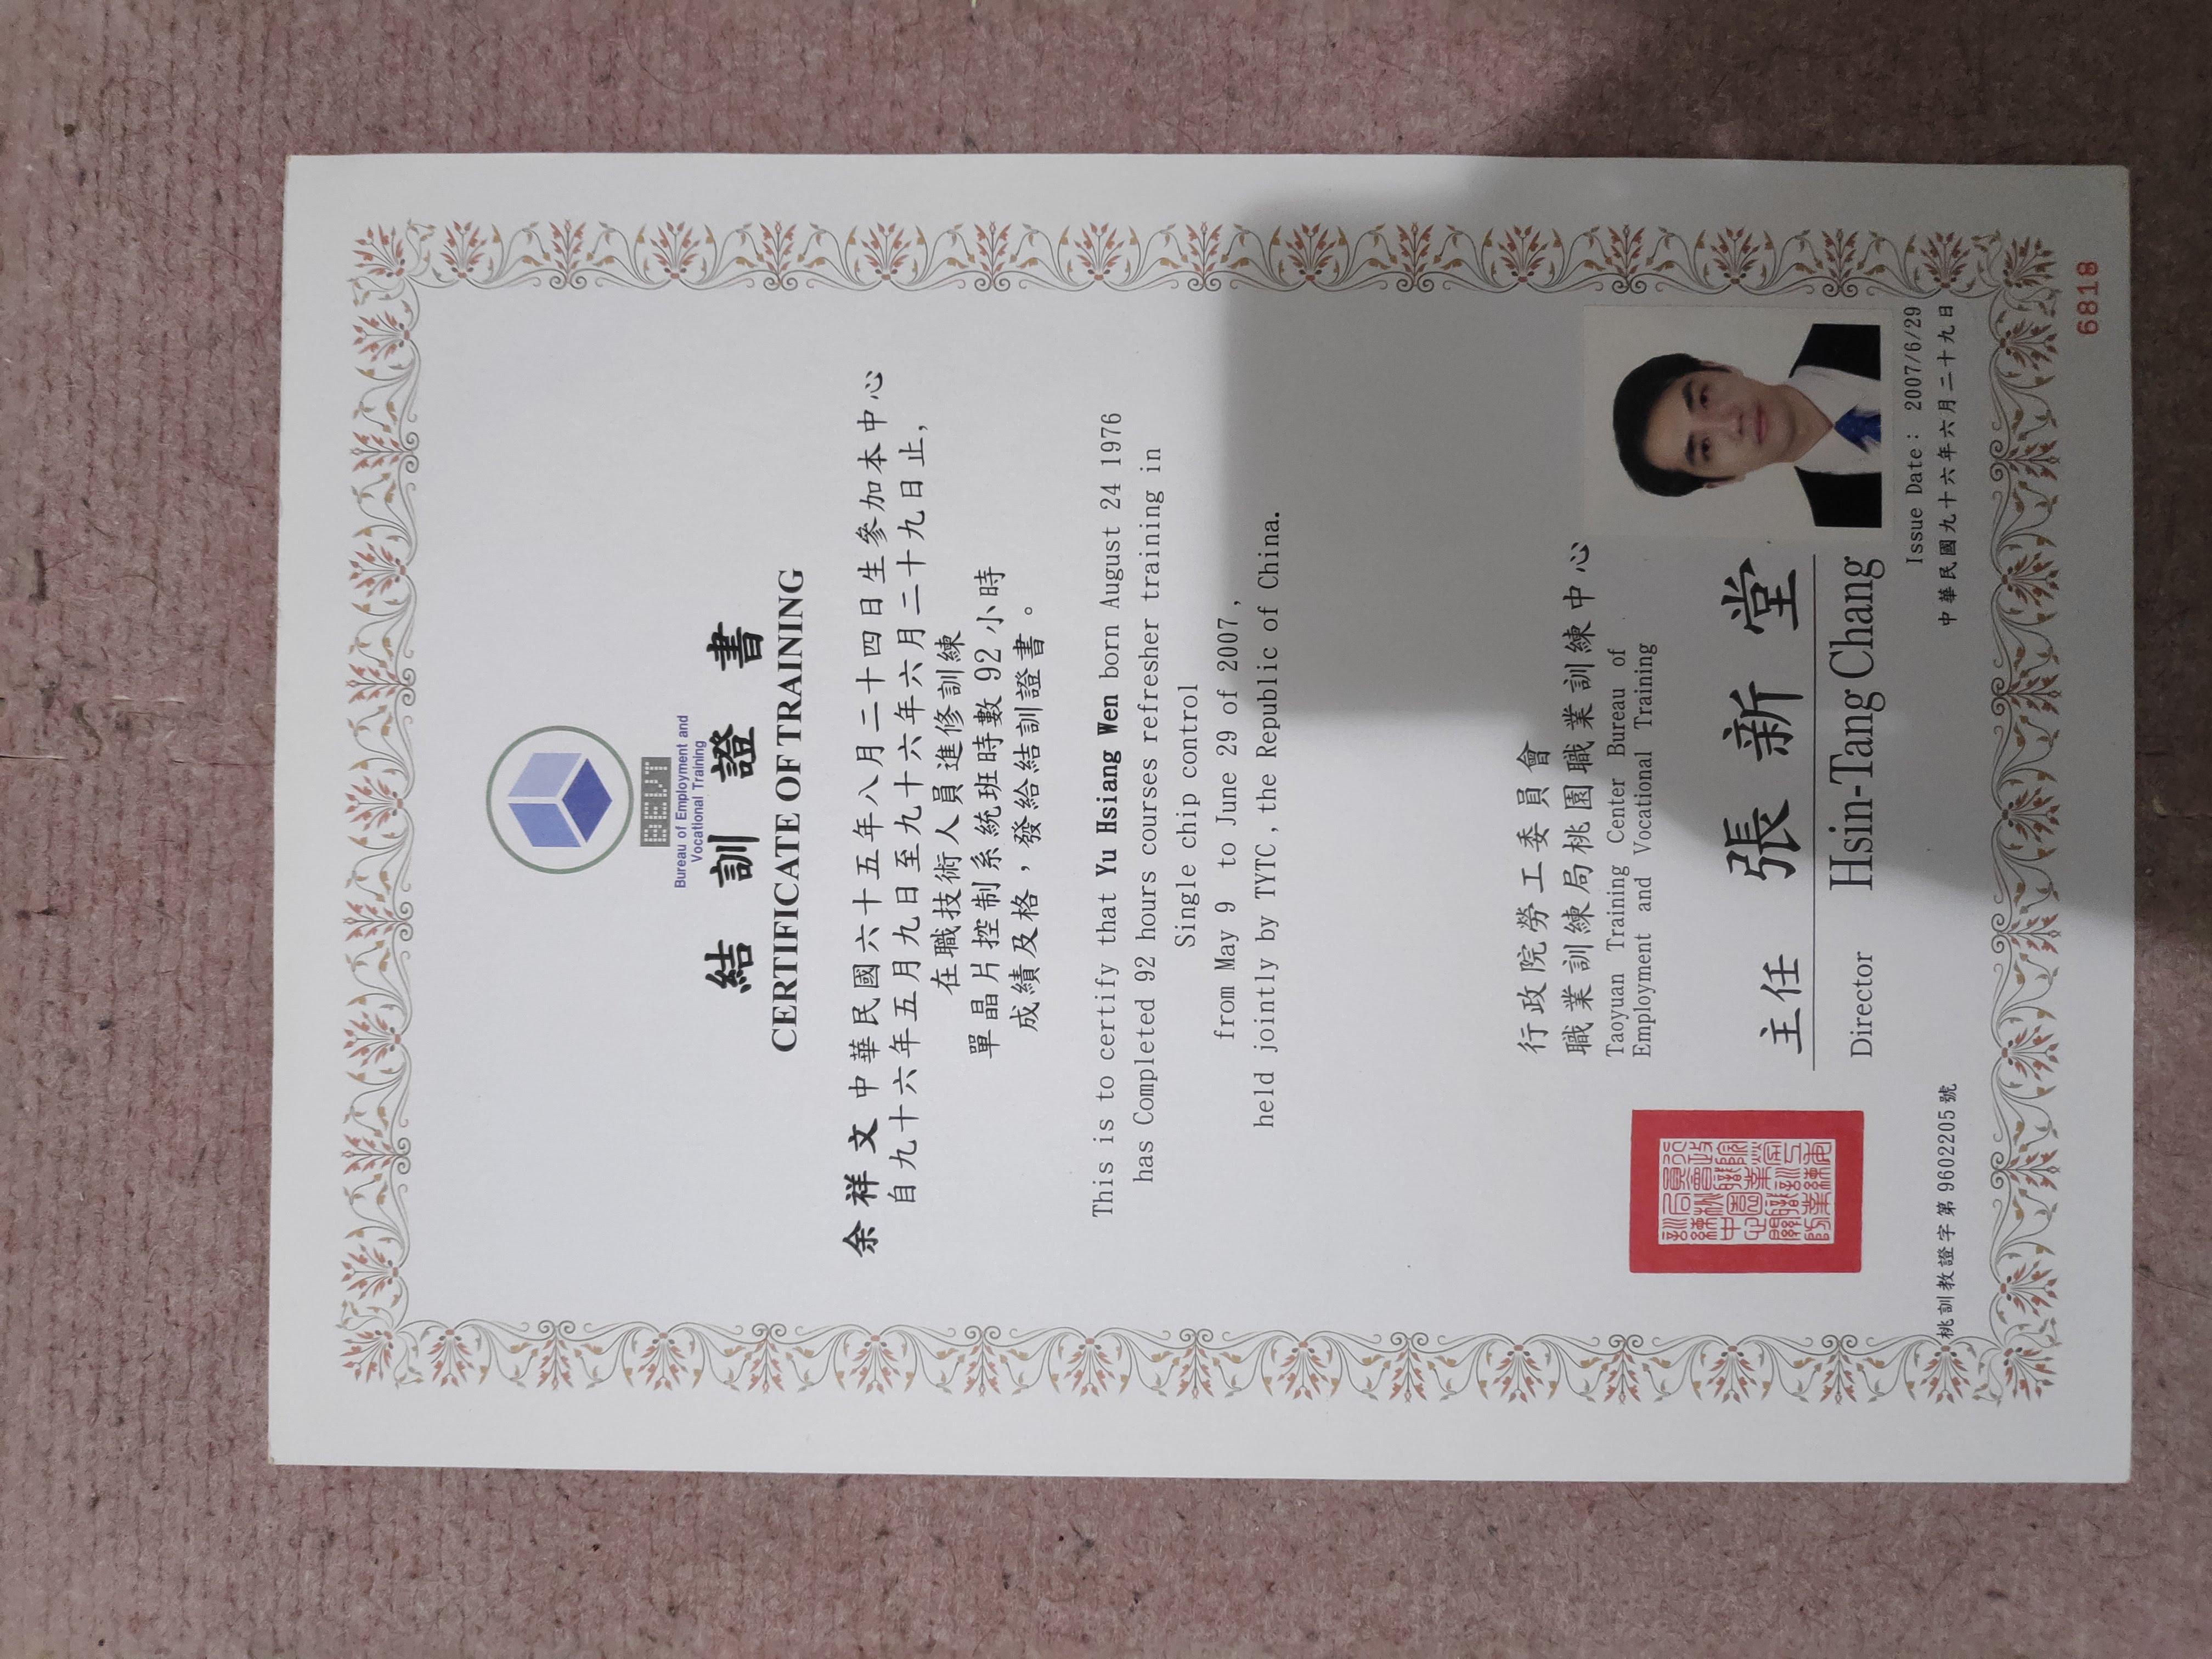 BEVT
Bureau of Employment and
Vocational Training
結訓證書
CERTIFICATE OF TRAINING
余祥文中華民國六十五年八月二十四日生參加本中心
自九十六年五月九日至九十六年六月二十九日止,
在職技術人員進修訓練
單晶片控制系統班時數 92 小時
成績及格，發給結訓證書。
This is to certify that Yu Hsiang Wen born August 24 1976
has Completed 92 hours courses refresher training in
Single chip control
from May 9 to June 29 of 2007 ,
held jointly by TYTC , the Republic of China.
行政院勞工委員會
職業訓練局桃園職業訓練中心
Taoyuan Training Center Bureau of
Employment and Vocational Training
行政院勞工委
員會職業訓練
局桃園職業
訓練中心關防
主任 張新堂
Director Hsin-Tang Chang
Issue Date： 2007/6/29
桃訓教證字第 9602205 號
中華民國九十六年六月二十九日
6818